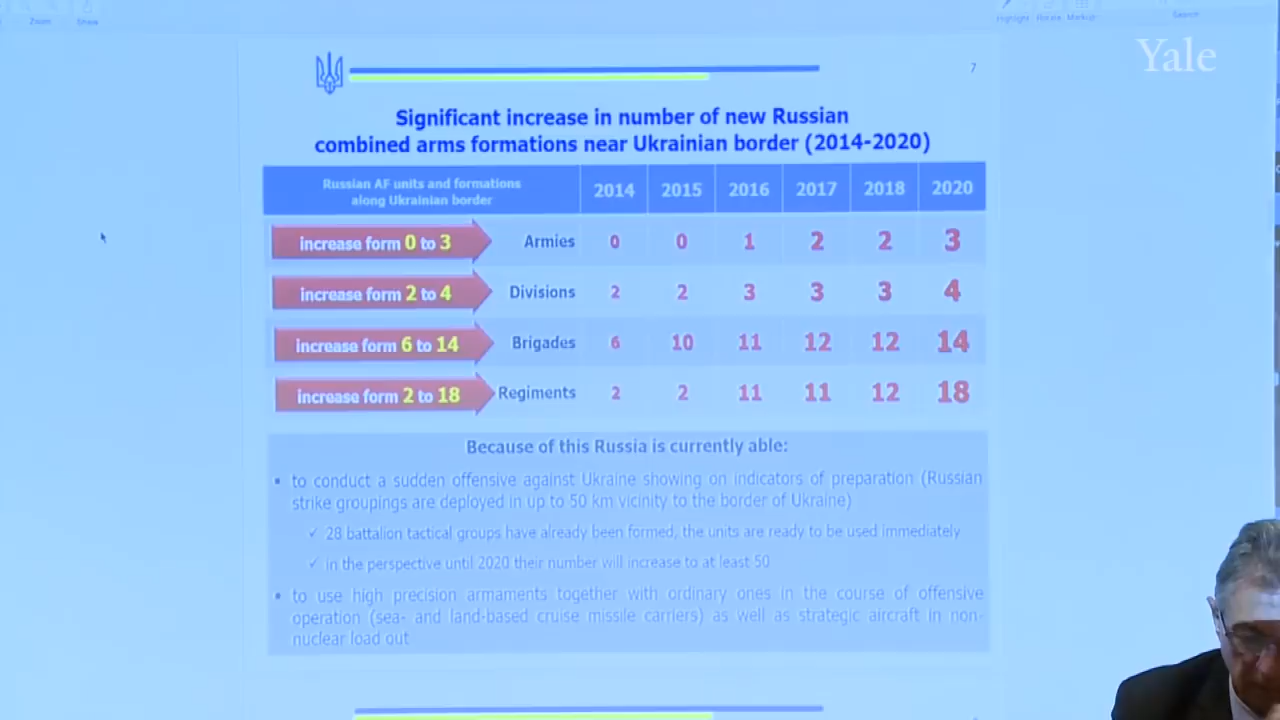 Zoom Show
Highlight Rotate Markup Search
Yale
7
Significant increase in number of new Russian
combined arms formations near Ukrainian border (2014-2020)
Russian AF units and formations
along Ukrainian border
2014 2015 2016 2017 2018 2020
increase form 0 to 3 Armies 0 0 1 2 2 3
increase form 2 to 4 Divisions 2 2 3 3 3 4
increase form 6 to 14 Brigades 6 10 11 12 12 14
increase form 2 to 18 Regiments 2 2 11 11 12 18
Because of this Russia is currently able:
▪ to conduct a sudden offensive against Ukraine showing on indicators of preparation (Russian
strike groupings are deployed in up to 50 km vicinity to the border of Ukraine)
✓ 28 battalion tactical groups have already been formed, the units are ready to be used immediately
✓ in the perspective until 2020 their number will increase to at least 50
▪ to use high precision armaments together with ordinary ones in the course of offensive
operation (sea- and land-based cruise missile carriers) as well as strategic aircraft in non-
nuclear load out